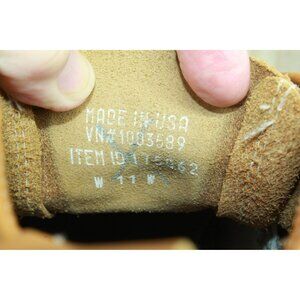 MADE IN USA
VN#1003689
ITEM ID
W 11 W